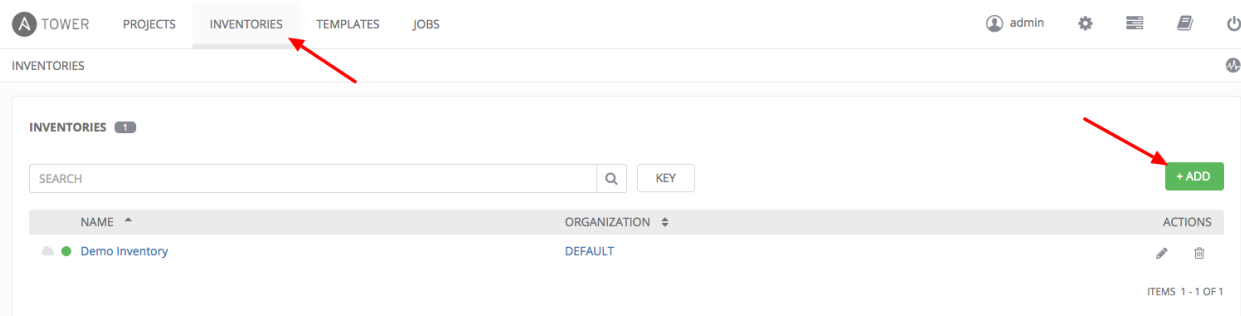 A TOWER PROJECTS INVENTORIES TEMPLATES JOBS admin
INVENTORIES
INVENTORIES 1
SEARCH KEY + ADD
NAME ORGANIZATION ACTIONS
Demo Inventory DEFAULT
ITEMS 1 - 1 OF 1